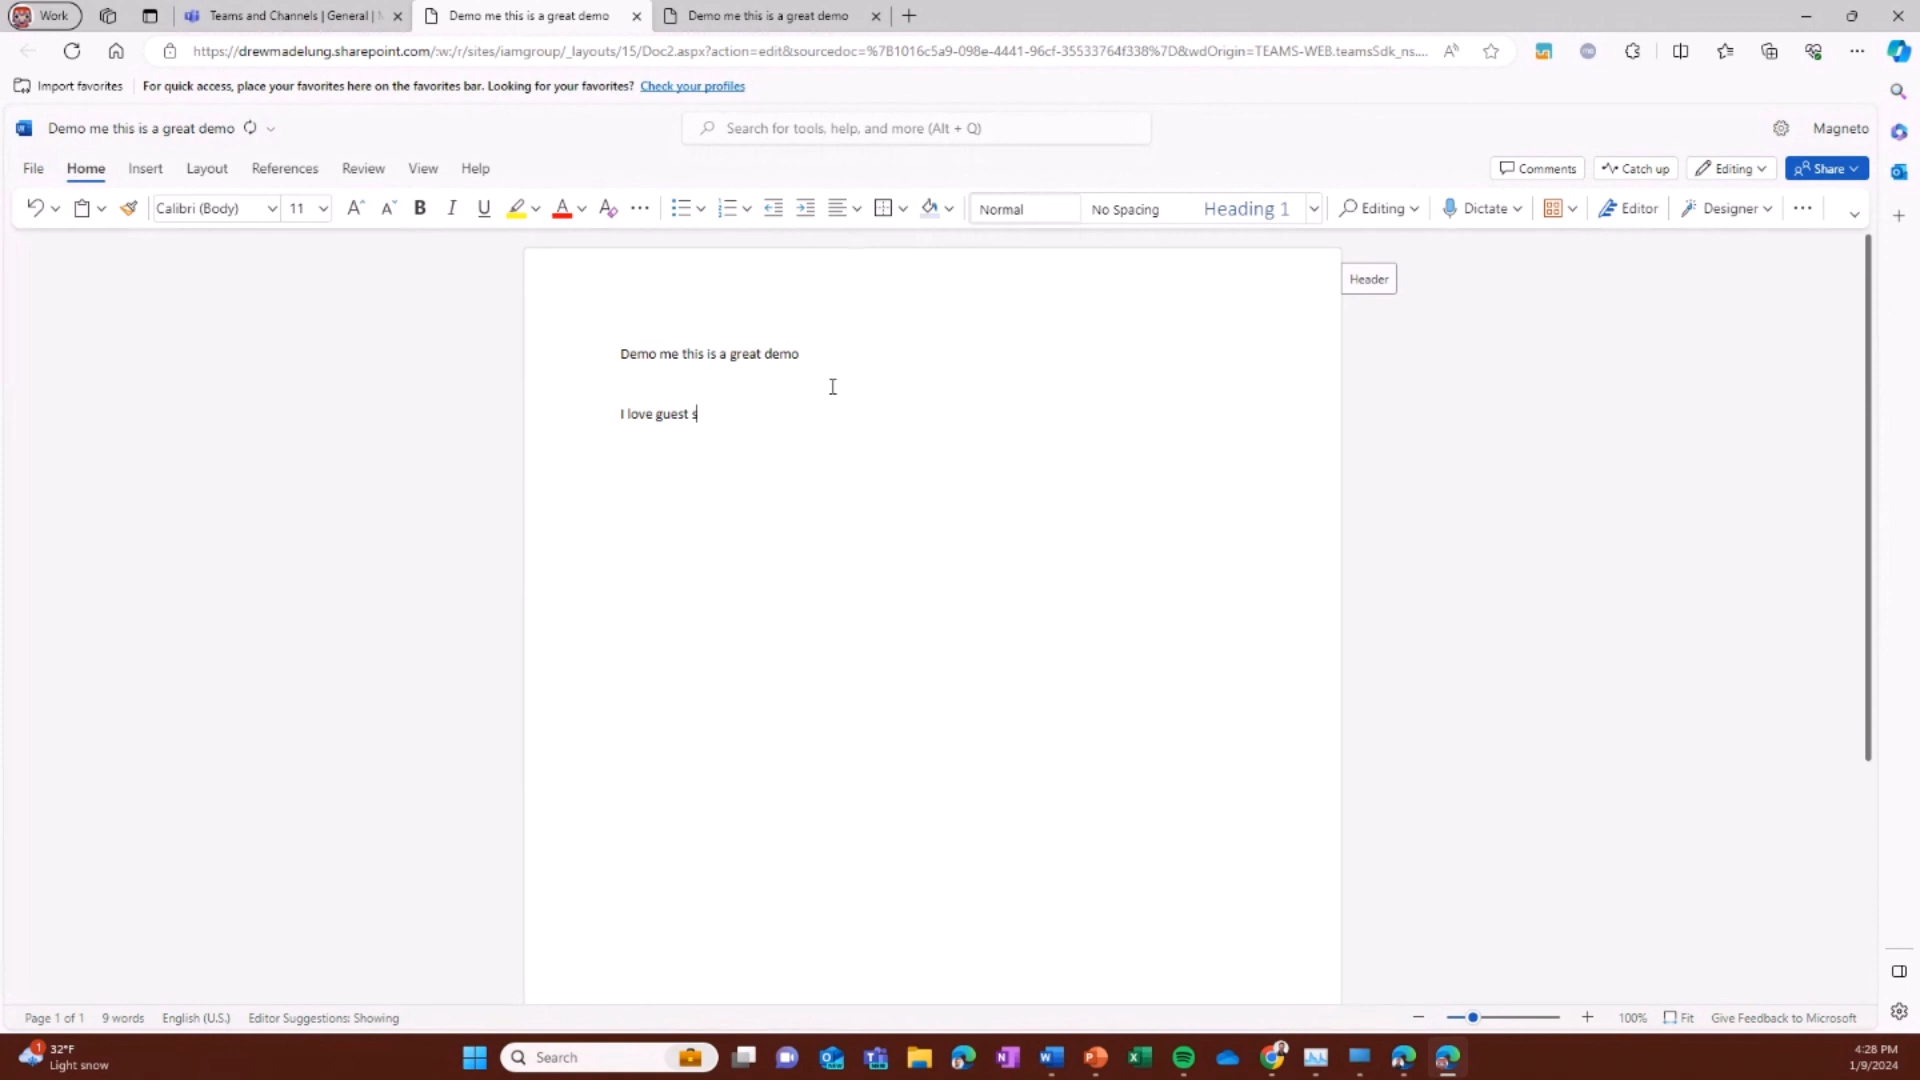 Work
Teams and Channels | General |
Demo me this is a great demo
Demo me this is a great demo
https://drewmadelung.sharepoint.com/:w:/r/sites/iamgroup/_layouts/15/Doc2.aspx?action=edit&sourcedoc=%7B1016c5a9-098e-4441-96cf-35533764f338%7D&wdOrigin=TEAMS-WEB.teamsSdk_ns....
Import favorites
For quick access, place your favorites here on the favorites bar. Looking for your favorites? Check your profiles
Demo me this is a great demo
Search for tools, help, and more (Alt + Q)
Magneto
File Home Insert Layout References Review View Help
Comments Catch up Editing Share
Calibri (Body) 11 Normal No Spacing Heading 1 Editing Dictate Editor Designer
Header
Demo me this is a great demo
I love guest s
Page 1 of 1 9 words English (U.S.) Editor Suggestions: Showing
100% Fit Give Feedback to Microsoft
32°F
Light snow
Search
4:28 PM
1/9/2024